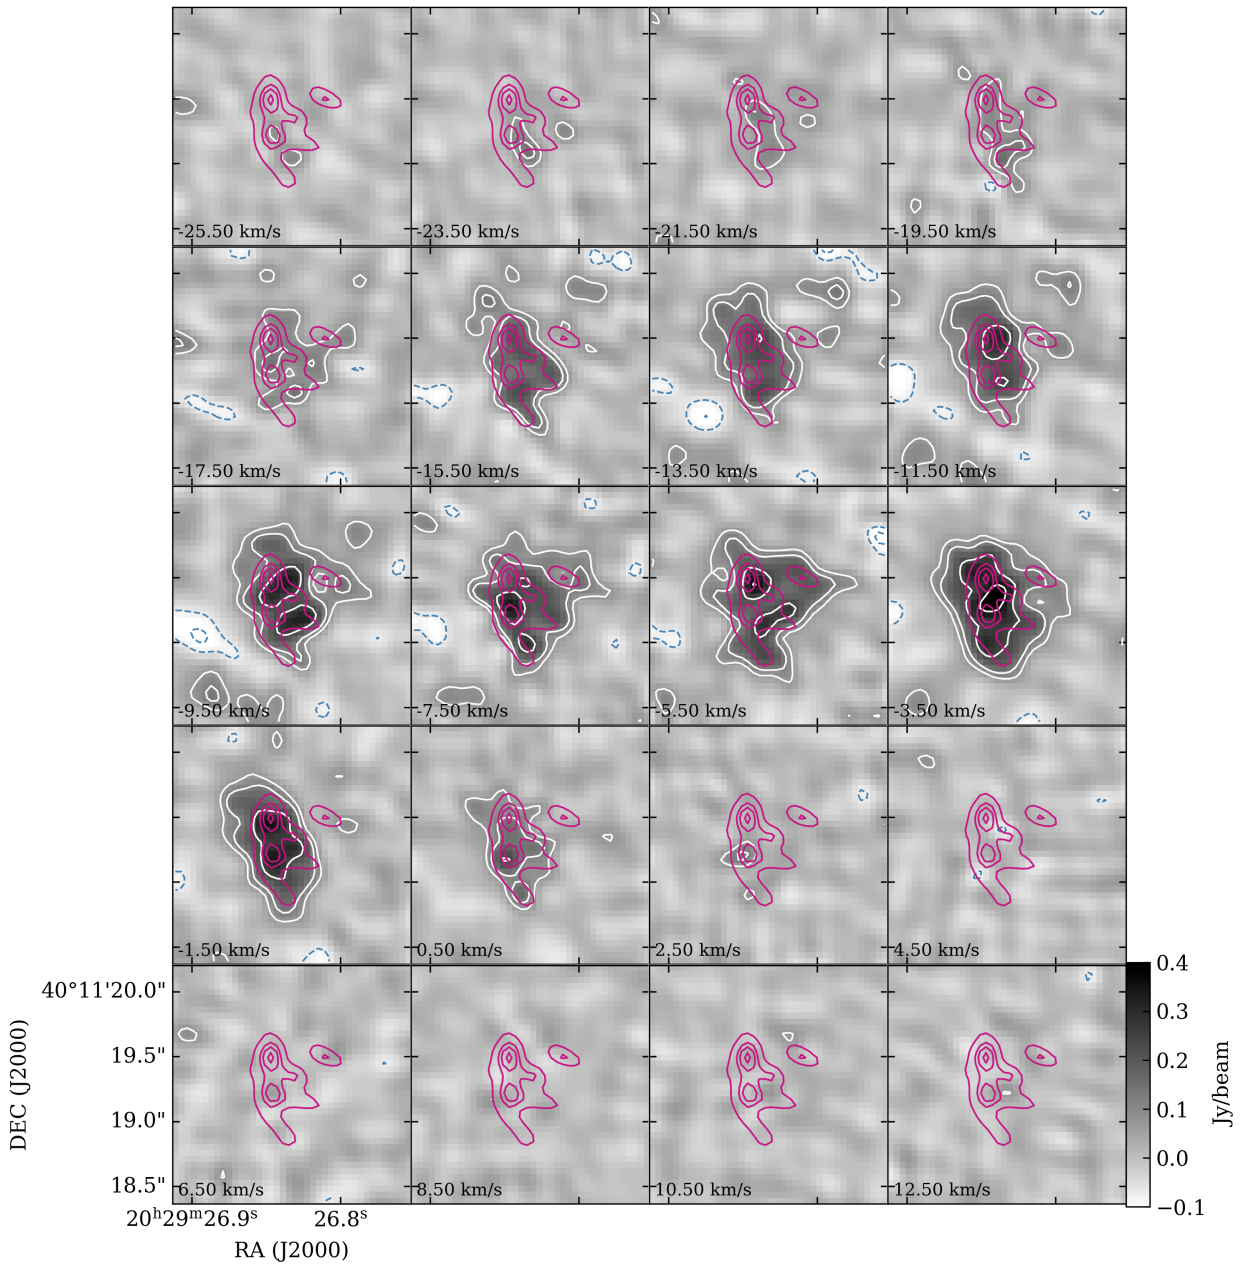 -25.50 km/s
-23.50 km/s
-21.50 km/s
-19.50 km/s
-17.50 km/s
-15.50 km/s
-13.50 km/s
-11.50 km/s
-9.50 km/s
-7.50 km/s
-5.50 km/s
-3.50 km/s
-1.50 km/s
0.50 km/s
2.50 km/s
4.50 km/s
6.50 km/s
8.50 km/s
10.50 km/s
12.50 km/s
40°11'20.0"
19.5"
19.0"
18.5"
DEC (J2000)
20ʰ29ᵐ26.9ˢ
26.8ˢ
RA (J2000)
0.4
0.3
0.2
0.1
0.0
−0.1
Jy/beam